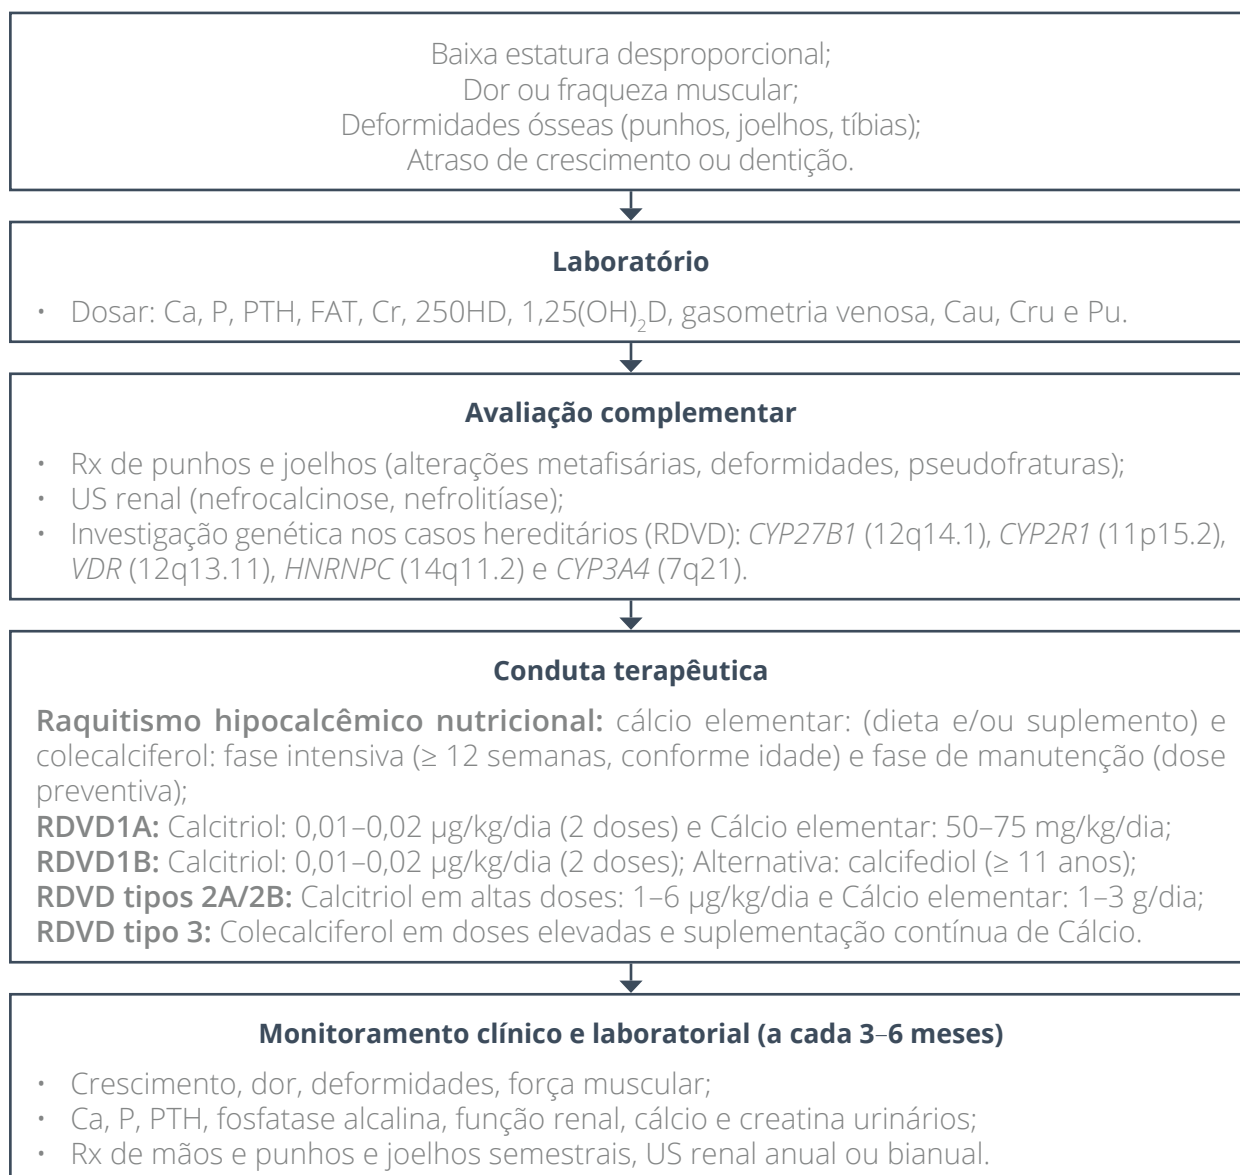 Baixa estatura desproporcional;
Dor ou fraqueza muscular;
Deformidades ósseas (punhos, joelhos, tíbias);
Atraso de crescimento ou dentição.
Laboratório
• Dosar: Ca, P, PTH, FAT, Cr, 250HD, 1,25(OH)₂D, gasometria venosa, Cau, Cru e Pu.
Avaliação complementar
• Rx de punhos e joelhos (alterações metafisárias, deformidades, pseudofraturas);
• US renal (nefrocalcinose, nefrolitíase);
• Investigação genética nos casos hereditários (RDVD): CYP27B1 (12q14.1), CYP2R1 (11p15.2),
VDR (12q13.11), HNRNPC (14q11.2) e CYP3A4 (7q21).
Conduta terapêutica
Raquitismo hipocalcêmico nutricional: cálcio elementar: (dieta e/ou suplemento) e
colecalciferol: fase intensiva (≥ 12 semanas, conforme idade) e fase de manutenção (dose
preventiva);
RDVD1A: Calcitriol: 0,01–0,02 µg/kg/dia (2 doses) e Cálcio elementar: 50–75 mg/kg/dia;
RDVD1B: Calcitriol: 0,01–0,02 µg/kg/dia (2 doses); Alternativa: calcifediol (≥ 11 anos);
RDVD tipos 2A/2B: Calcitriol em altas doses: 1–6 µg/kg/dia e Cálcio elementar: 1–3 g/dia;
RDVD tipo 3: Colecalciferol em doses elevadas e suplementação contínua de Cálcio.
Monitoramento clínico e laboratorial (a cada 3–6 meses)
• Crescimento, dor, deformidades, força muscular;
• Ca, P, PTH, fosfatase alcalina, função renal, cálcio e creatina urinários;
• Rx de mãos e punhos e joelhos semestrais, US renal anual ou bianual.